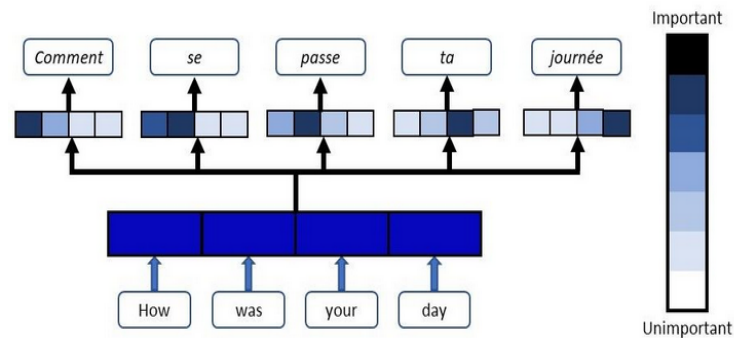 Important
Comment se passe ta journée
How was your day
Unimportant